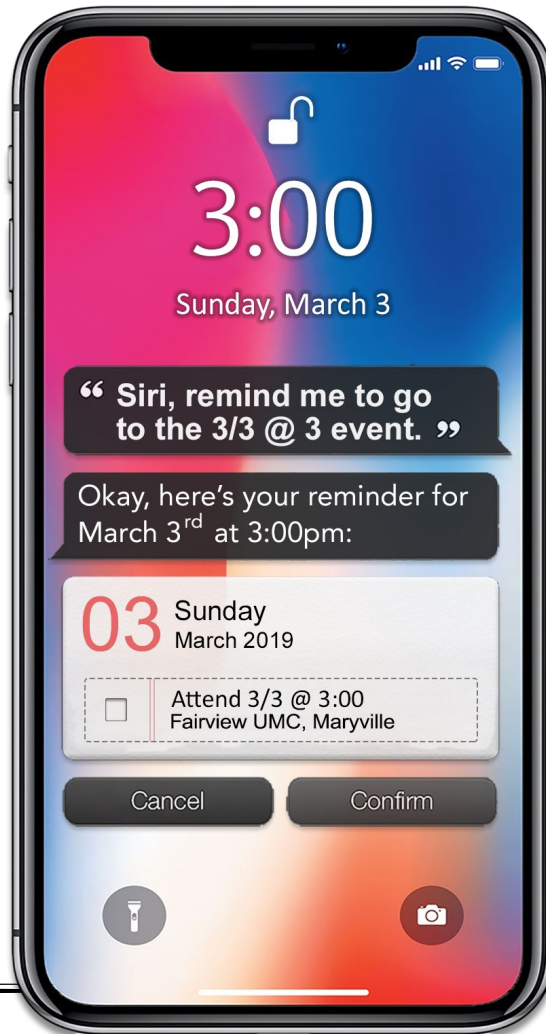 3:00
Sunday, March 3
“ Siri, remind me to go
to the 3/3 @ 3 event. ”
Okay, here’s your reminder for
March 3rd at 3:00pm:
03 Sunday
March 2019
Attend 3/3 @ 3:00
Fairview UMC, Maryville
Cancel Confirm